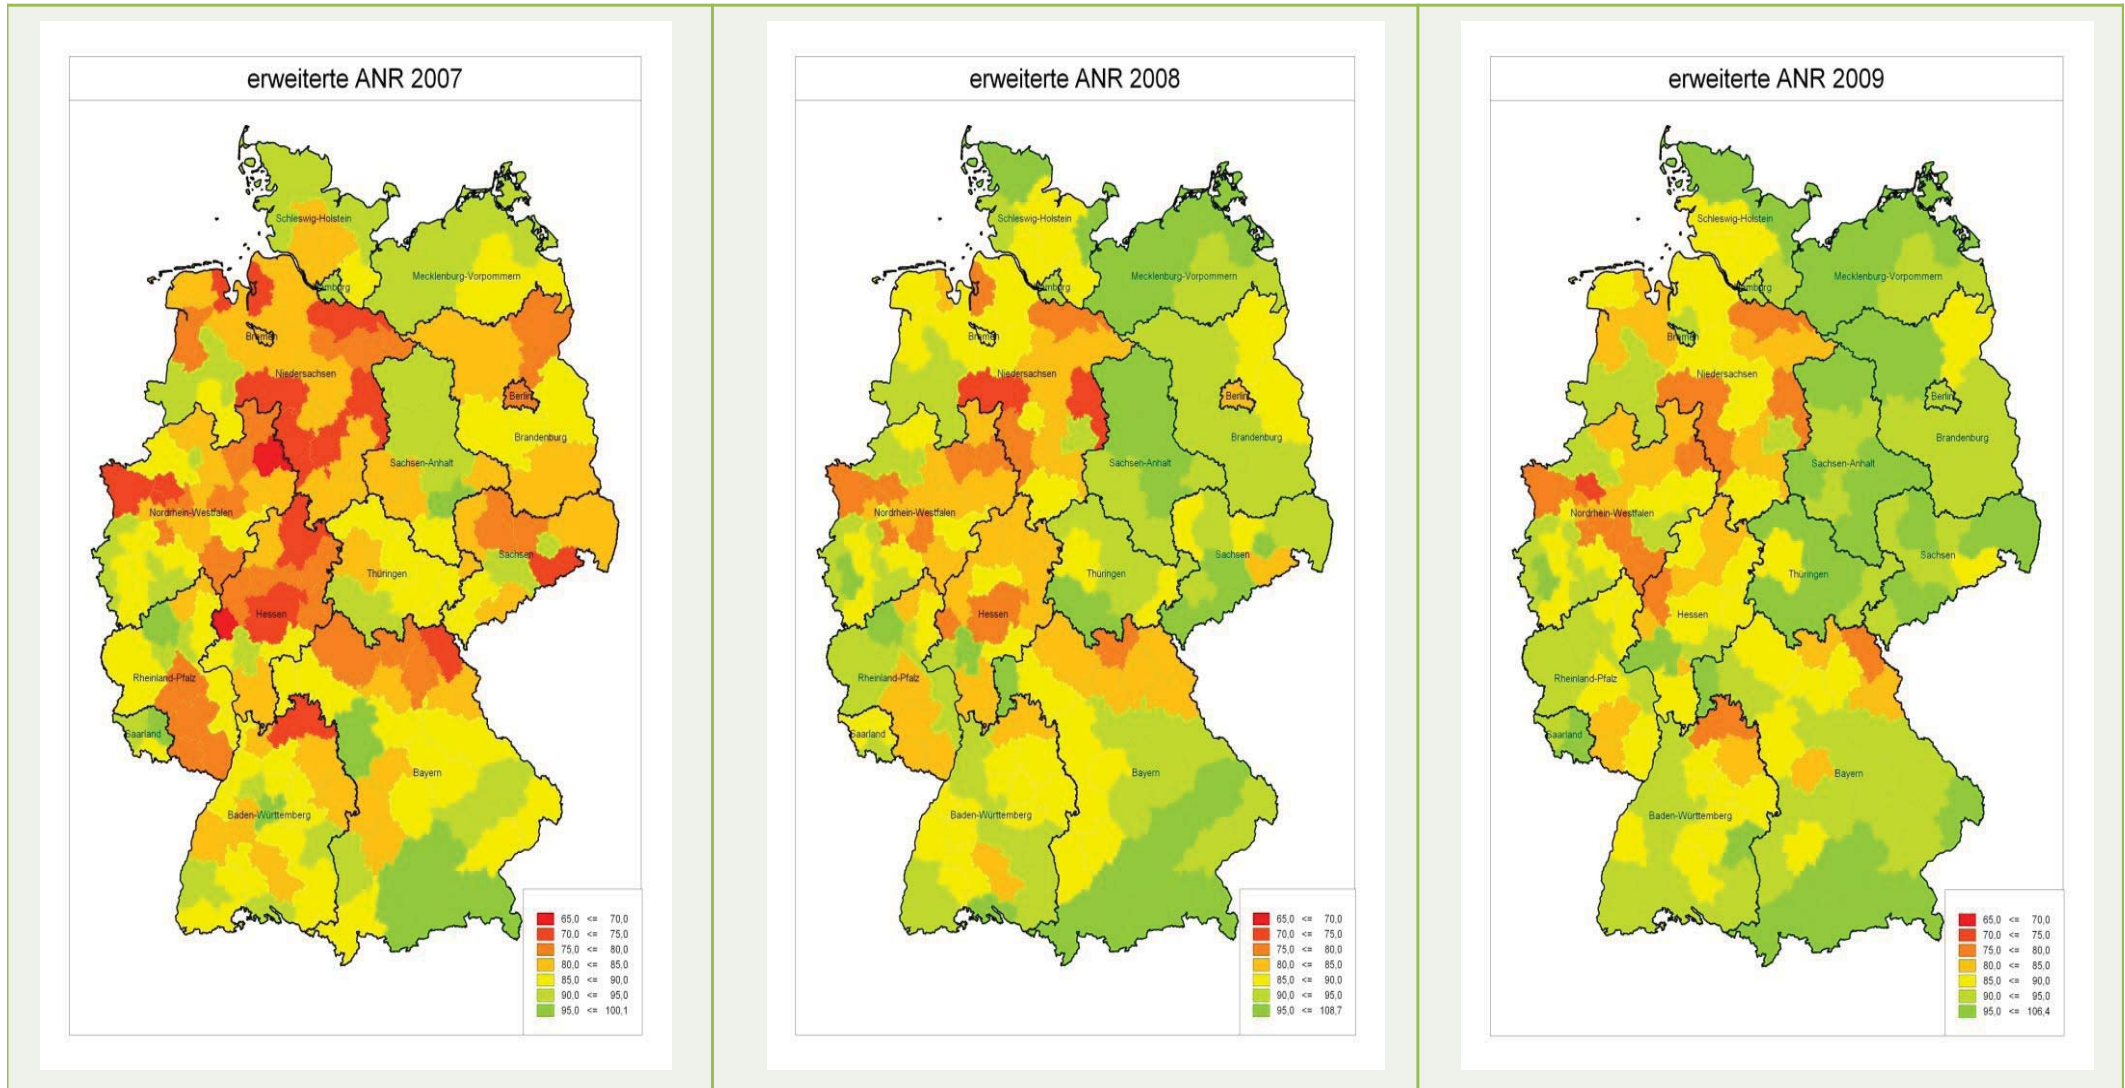 erweiterte ANR 2007
Schleswig-Holstein
Mecklenburg-Vorpommern
Bremen
Niedersachsen
Berlin
Brandenburg
Sachsen-Anhalt
Nordrhein-Westfalen
Sachsen
Thüringen
Hessen
Rheinland-Pfalz
Saarland
Bayern
Baden-Württemberg
65,0 <= 70,0
70,0 <= 75,0
75,0 <= 80,0
80,0 <= 85,0
85,0 <= 90,0
90,0 <= 95,0
95,0 <= 100,1
erweiterte ANR 2008
Schleswig-Holstein
Mecklenburg-Vorpommern
Bremen
Niedersachsen
Berlin
Brandenburg
Sachsen-Anhalt
Nordrhein-Westfalen
Sachsen
Thüringen
Hessen
Rheinland-Pfalz
Saarland
Bayern
Baden-Württemberg
65,0 <= 70,0
70,0 <= 75,0
75,0 <= 80,0
80,0 <= 85,0
85,0 <= 90,0
90,0 <= 95,0
95,0 <= 108,7
erweiterte ANR 2009
Schleswig-Holstein
Mecklenburg-Vorpommern
Bremen
Niedersachsen
Berlin
Brandenburg
Sachsen-Anhalt
Nordrhein-Westfalen
Sachsen
Thüringen
Hessen
Rheinland-Pfalz
Saarland
Bayern
Baden-Württemberg
65,0 <= 70,0
70,0 <= 75,0
75,0 <= 80,0
80,0 <= 85,0
85,0 <= 90,0
90,0 <= 95,0
95,0 <= 106,4